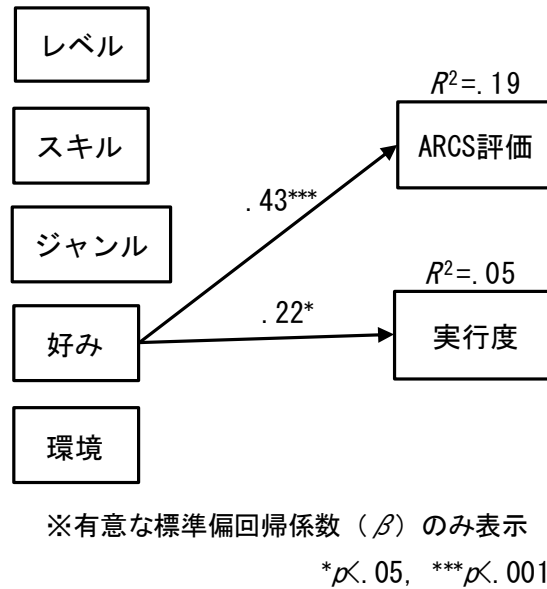 レベル
スキル
ジャンル
好み
環境
.43***
.22*
R²=.19
ARCS評価
R²=.05
実行度
※有意な標準偏回帰係数（β）のみ表示
*p<.05, ***p<.001